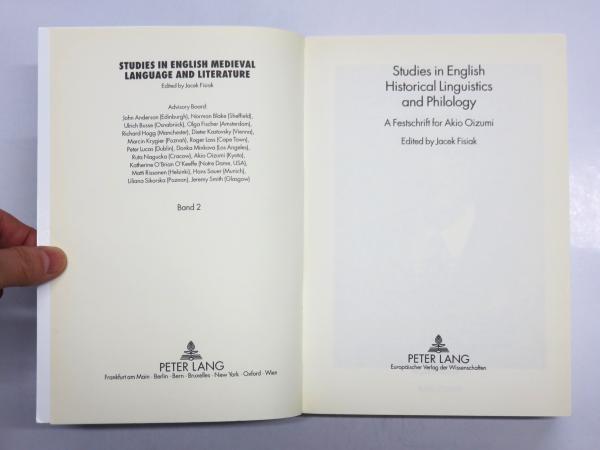 STUDIES IN ENGLISH MEDIEVAL
LANGUAGE AND LITERATURE
Edited by Jacek Fisiak
Advisory Board:
John Anderson (Edinburgh), Norman Blake (Sheffield),
Ulrich Busse (Osnabrück), Olga Fischer (Amsterdam),
Richard Hogg (Manchester), Dieter Kastovsky (Vienna),
Marcin Krygier (Poznań), Roger Lass (Cape Town),
Peter Lucas (Dublin), Donka Minkova (Los Angeles),
Ruta Nagucka (Cracow), Akio Oizumi (Kyoto),
Katherine O'Brien O'Keeffe (Notre Dame, USA),
Matti Rissanen (Helsinki), Hans Sauer (Munich),
Liliana Sikorska (Poznan), Jeremy Smith (Glasgow)
Band 2
PETER LANG
Frankfurt am Main · Berlin · Bern · Bruxelles · New York · Oxford · Wien
Studies in English
Historical Linguistics
and Philology
A Festschrift for Akio Oizumi
Edited by Jacek Fisiak
PETER LANG
Europäischer Verlag der Wissenschaften